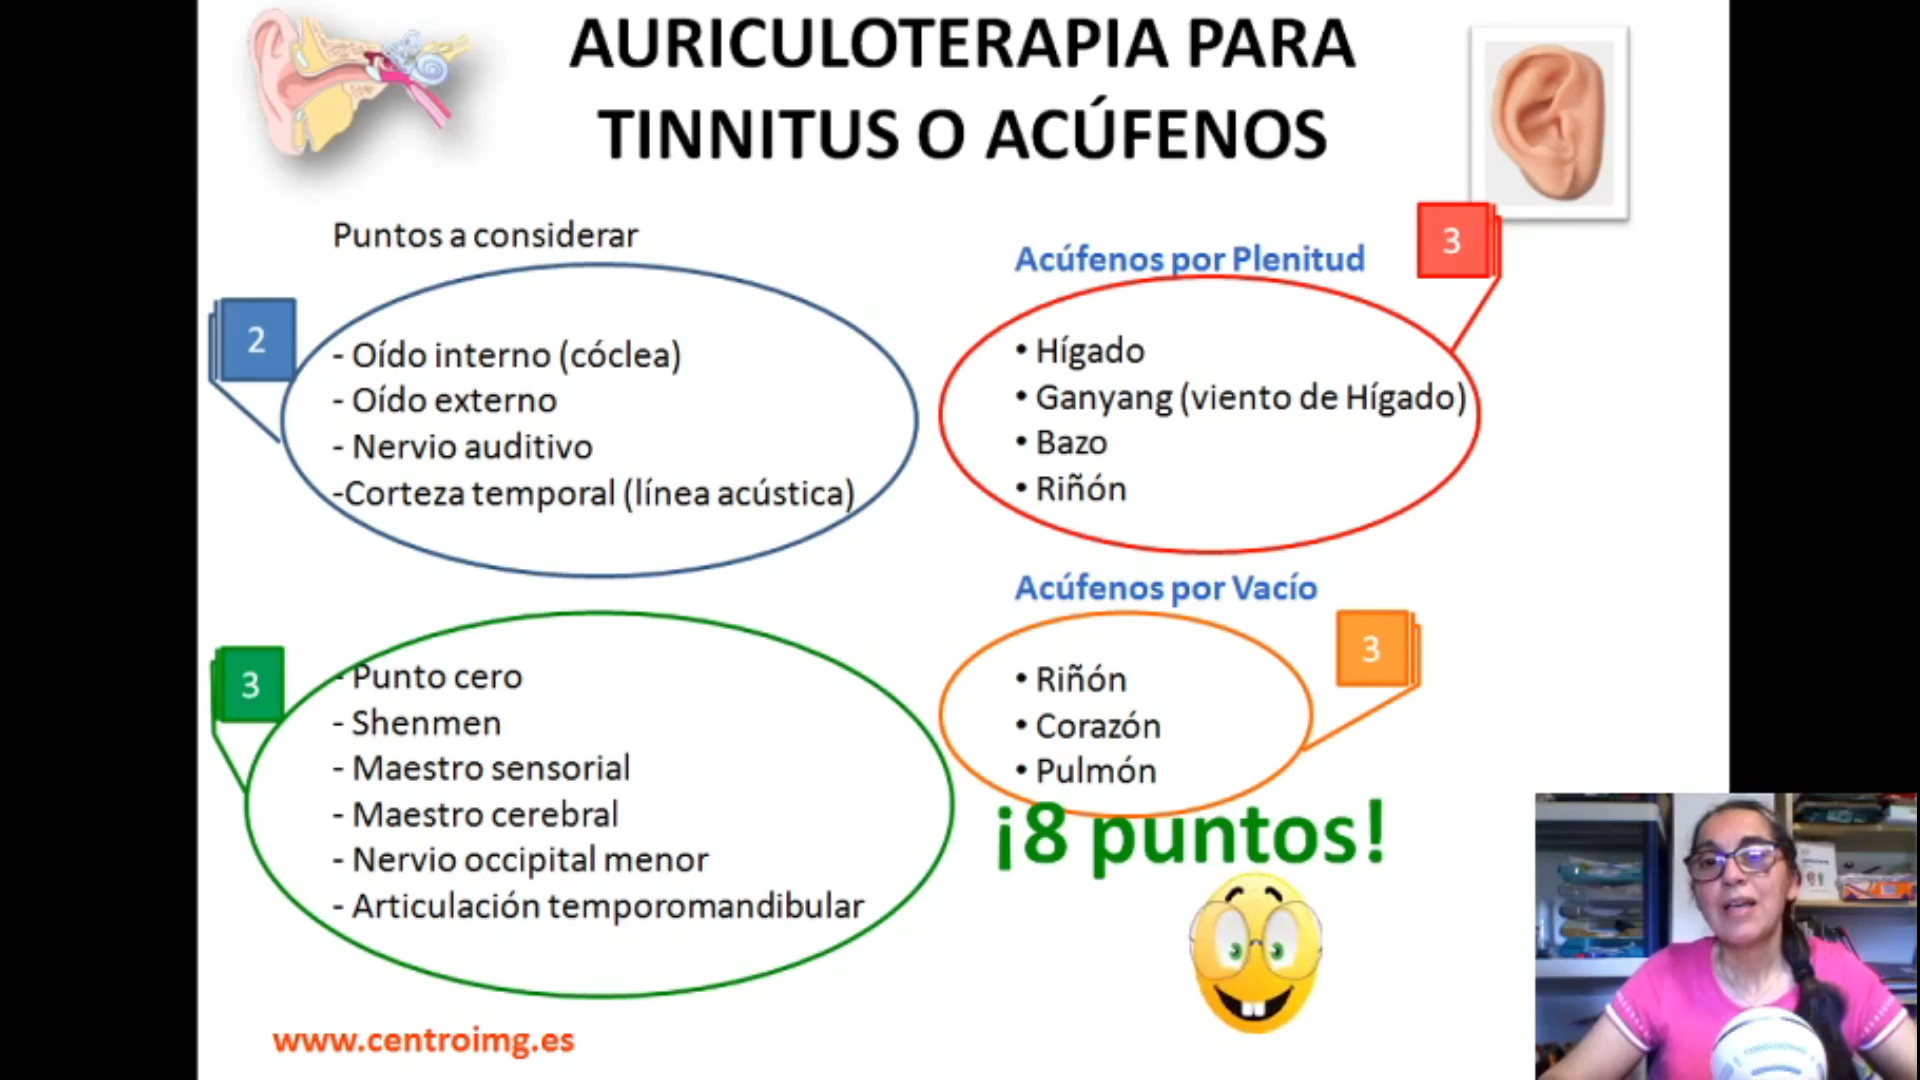 AURICULOTERAPIA PARA
TINNITUS O ACÚFENOS
Puntos a considerar
2
- Oído interno (cóclea)
- Oído externo
- Nervio auditivo
-Corteza temporal (línea acústica)
3
- Punto cero
- Shenmen
- Maestro sensorial
- Maestro cerebral
- Nervio occipital menor
- Articulación temporomandibular
Acúfenos por Plenitud
3
• Hígado
• Ganyang (viento de Hígado)
• Bazo
• Riñón
Acúfenos por Vacío
3
• Riñón
• Corazón
• Pulmón
¡8 puntos!
www.centroimg.es